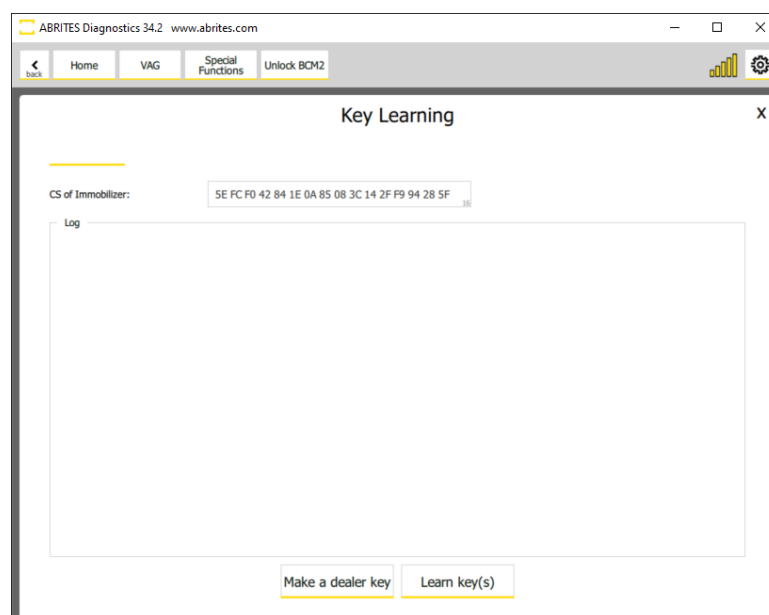 ABRITES Diagnostics 34.2 www.abrites.com
back
Home
VAG
Special
Functions
Unlock BCM2
Key Learning
X
CS of Immobilizer:
5E FC F0 42 84 1E 0A 85 08 3C 14 2F F9 94 28 5F
16
Log
Make a dealer key
Learn key(s)